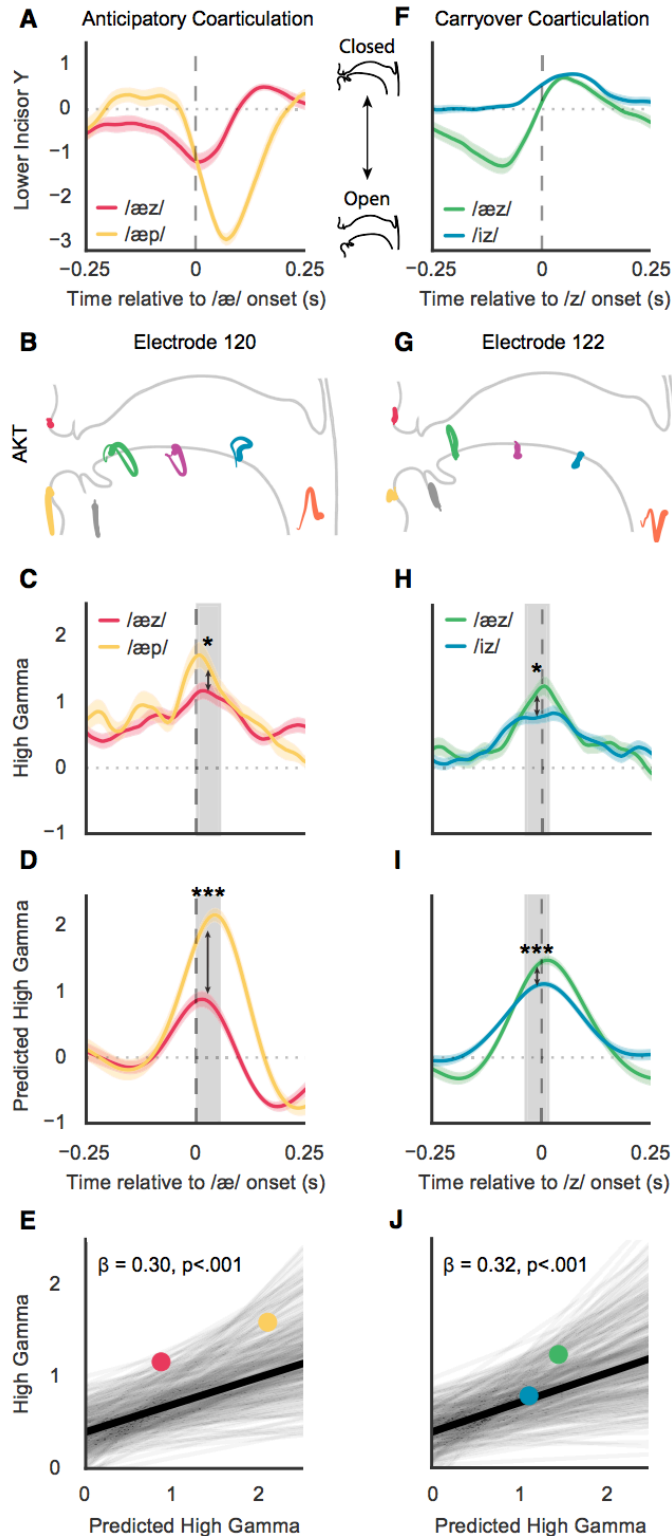 A Anticipatory Coarticulation
F Carryover Coarticulation
Lower Incisor Y
1
0
−1
−2
−3
/æz/
/æp/
−0.25 0 0.25
Time relative to /æ/ onset (s)
Closed
Open
/æz/
/iz/
−0.25 0 0.25
Time relative to /z/ onset (s)
B Electrode 120
G Electrode 122
AKT
C
H
High Gamma
2
1
0
−1
/æz/
/æp/
*
/æz/
/iz/
*
D
I
Predicted High Gamma
2
1
0
−1
***
***
-0.25 0 0.25
Time relative to /æ/ onset (s)
-0.25 0 0.25
Time relative to /z/ onset (s)
E
J
High Gamma
2
1
0
β = 0.30, p<.001
β = 0.32, p<.001
0 1 2
Predicted High Gamma
0 1 2
Predicted High Gamma